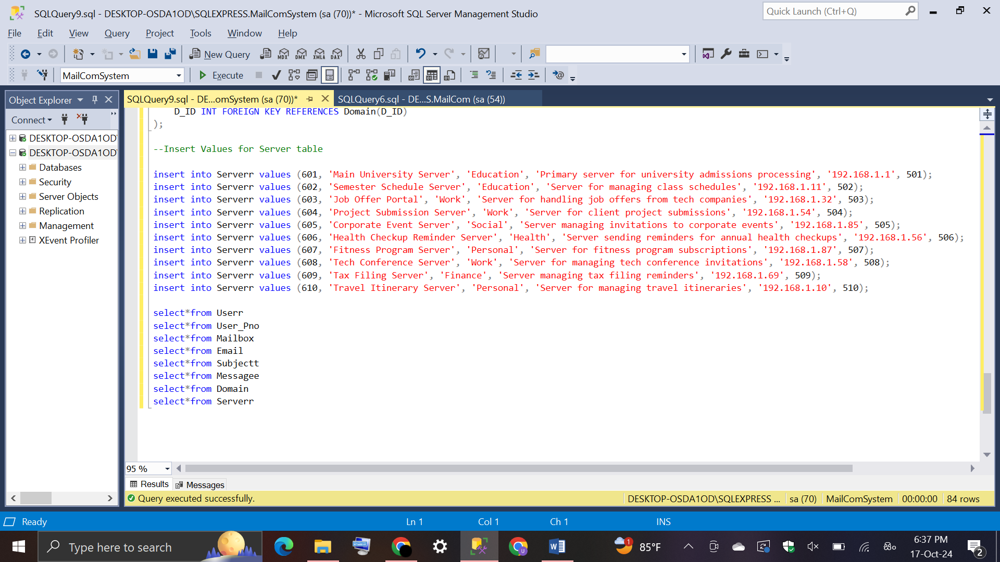 SQLQuery9.sql - DESKTOP-OSDA1OD\SQLEXPRESS.MailComSystem (sa (70))* - Microsoft SQL Server Management Studio
Quick Launch (Ctrl+Q)
File Edit View Query Project Tools Window Help
New Query MDX DMX XMLA DAX
MailComSystem Execute
Object Explorer
SQLQuery9.sql - DE...omSystem (sa (70))* SQLQuery6.sql - DE...S.MailCom (sa (54))
Connect
DESKTOP-OSDA1OD\
DESKTOP-OSDA1OD\
Databases
Security
Server Objects
Replication
Management
XEvent Profiler
D_ID INT FOREIGN KEY REFERENCES Domain(D_ID)
);
--Insert Values for Server table
insert into Serverr values (601, 'Main University Server', 'Education', 'Primary server for university admissions processing', '192.168.1.1', 501);
insert into Serverr values (602, 'Semester Schedule Server', 'Education', 'Server for managing class schedules', '192.168.1.11', 502);
insert into Serverr values (603, 'Job Offer Portal', 'Work', 'Server for handling job offers from tech companies', '192.168.1.32', 503);
insert into Serverr values (604, 'Project Submission Server', 'Work', 'Server for client project submissions', '192.168.1.54', 504);
insert into Serverr values (605, 'Corporate Event Server', 'Social', 'Server managing invitations to corporate events', '192.168.1.85', 505);
insert into Serverr values (606, 'Health Checkup Reminder Server', 'Health', 'Server sending reminders for annual health checkups', '192.168.1.56', 506);
insert into Serverr values (607, 'Fitness Program Server', 'Personal', 'Server for fitness program subscriptions', '192.168.1.87', 507);
insert into Serverr values (608, 'Tech Conference Server', 'Work', 'Server for managing tech conference invitations', '192.168.1.58', 508);
insert into Serverr values (609, 'Tax Filing Server', 'Finance', 'Server managing tax filing reminders', '192.168.1.69', 509);
insert into Serverr values (610, 'Travel Itinerary Server', 'Personal', 'Server for managing travel itineraries', '192.168.1.10', 510);
select*from Userr
select*from User_Pno
select*from Mailbox
select*from Email
select*from Subjectt
select*from Messagee
select*from Domain
select*from Serverr
95 %
Results Messages
Query executed successfully. DESKTOP-OSDA1OD\SQLEXPRESS ... sa (70) MailComSystem 00:00:00 84 rows
Ready Ln 1 Col 1 Ch 1 INS
Type here to search
1 85°F
6:37 PM
17-Oct-24
2